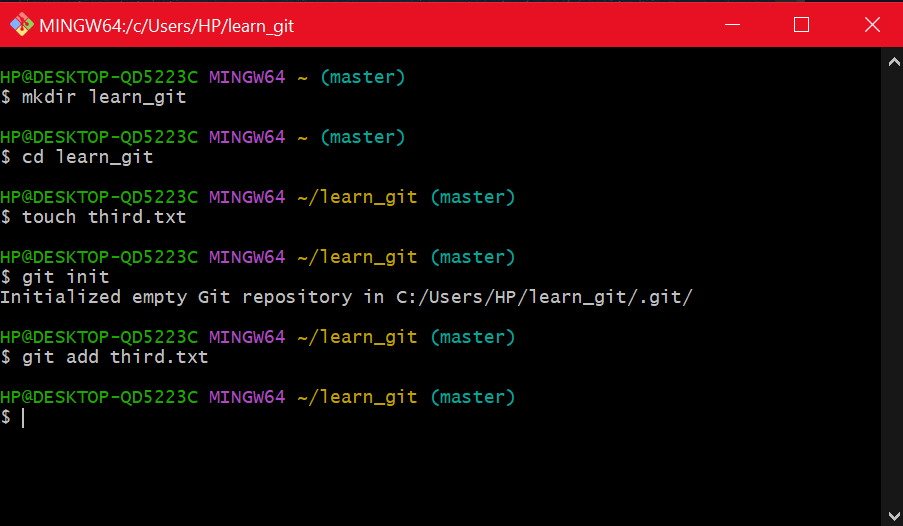 MINGW64:/c/Users/HP/learn_git
HP@DESKTOP-QD5223C MINGW64 ~ (master)
$ mkdir learn_git
HP@DESKTOP-QD5223C MINGW64 ~ (master)
$ cd learn_git
HP@DESKTOP-QD5223C MINGW64 ~/learn_git (master)
$ touch third.txt
HP@DESKTOP-QD5223C MINGW64 ~/learn_git (master)
$ git init
Initialized empty Git repository in C:/Users/HP/learn_git/.git/
HP@DESKTOP-QD5223C MINGW64 ~/learn_git (master)
$ git add third.txt
HP@DESKTOP-QD5223C MINGW64 ~/learn_git (master)
$